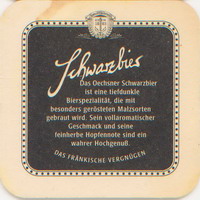 Schwarzbier
Das Oechsner Schwarzbier
ist eine tiefdunkle
Bierspezialität, die mit
besonders gerösteten Malzsorten
gebraut wird. Sein vollaromatischer
Geschmack und seine
feinherbe Hopfennote sind ein
wahrer Hochgenuß.
DAS FRÄNKISCHE VERGNÜGEN